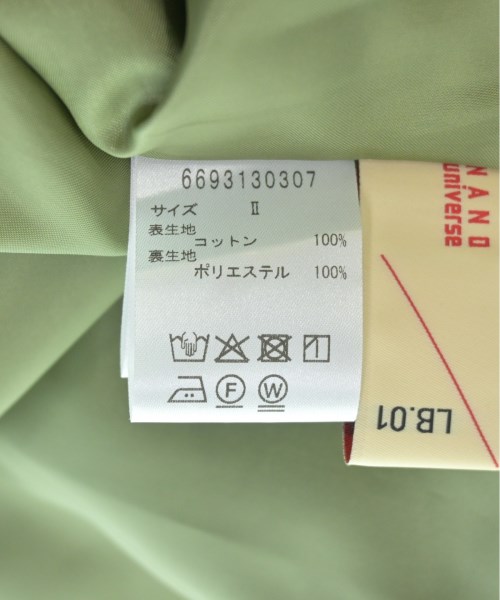 6693130307
サイズ Ⅱ
表生地
コットン 100%
裏生地
ポリエステル 100%
F W
NANO
universe
LB.01